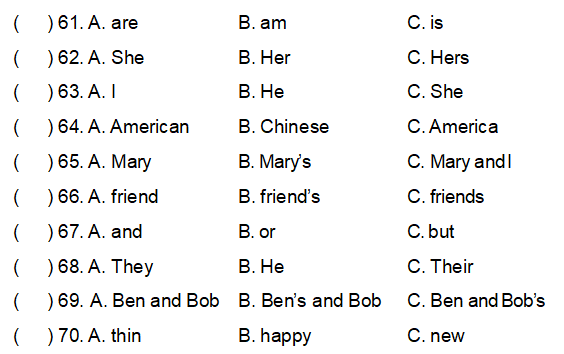 (     ) 61. A. are B. am C. is
(     ) 62. A. She B. Her C. Hers
(     ) 63. A. I B. He C. She
(     ) 64. A. American B. Chinese C. America
(     ) 65. A. Mary B. Mary’s C. Mary and I
(     ) 66. A. friend B. friend’s C. friends
(     ) 67. A. and B. or C. but
(     ) 68. A. They B. He C. Their
(     ) 69. A. Ben and Bob B. Ben’s and Bob C. Ben and Bob’s
(     ) 70. A. thin B. happy C. new